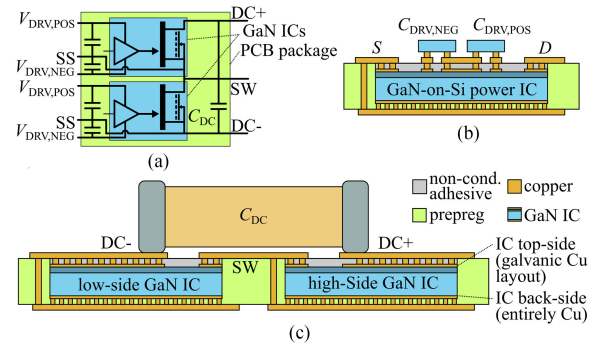 V_DRV,POS
DC+
SS
GaN ICs
PCB package
V_DRV,NEG
V_DRV,POS
SW
SS
C_DC
V_DRV,NEG
DC-
(a)
C_DRV,NEG C_DRV,POS
S D
GaN-on-Si power IC
(b)
C_DC
non-cond.
adhesive
copper
prepreg
GaN IC
DC- DC+
SW
low-side GaN IC
high-Side GaN IC
IC top-side
(galvanic Cu
layout)
IC back-side
(entirely Cu)
(c)